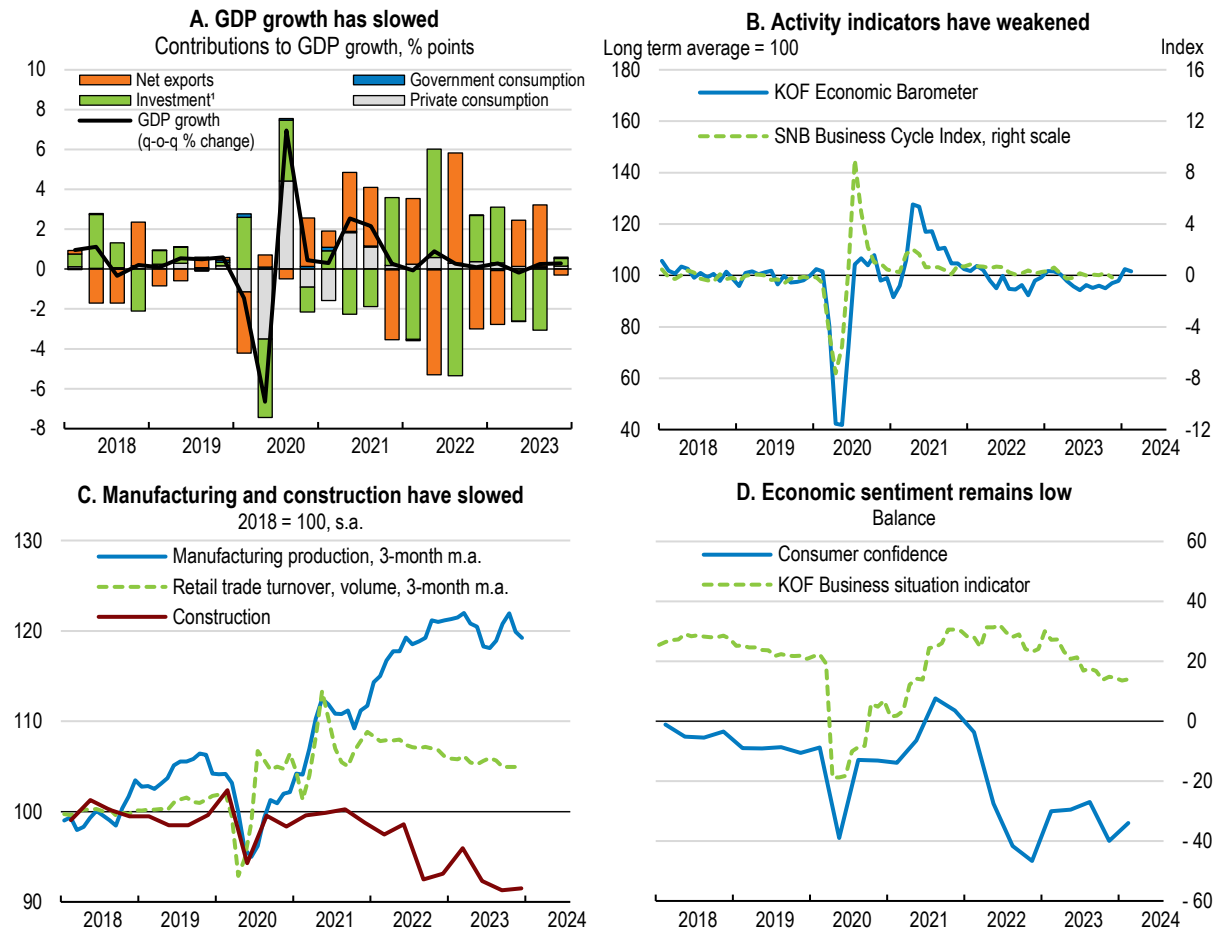 A. GDP growth has slowed
Contributions to GDP growth, % points
10
8
6
4
2
0
-2
-4
-6
-8
Net exports
Government consumption
Investment¹
Private consumption
GDP growth
(q-o-q % change)
2018 2019 2020 2021 2022 2023
B. Activity indicators have weakened
Long term average = 100
Index
180
160
140
120
100
80
60
40
16
12
8
4
0
-4
-8
-12
KOF Economic Barometer
SNB Business Cycle Index, right scale
2018 2019 2020 2021 2022 2023 2024
C. Manufacturing and construction have slowed
2018 = 100, s.a.
130
120
110
100
90
Manufacturing production, 3-month m.a.
Retail trade turnover, volume, 3-month m.a.
Construction
2018 2019 2020 2021 2022 2023 2024
D. Economic sentiment remains low
Balance
60
40
20
0
- 20
- 40
- 60
Consumer confidence
KOF Business situation indicator
2018 2019 2020 2021 2022 2023 2024